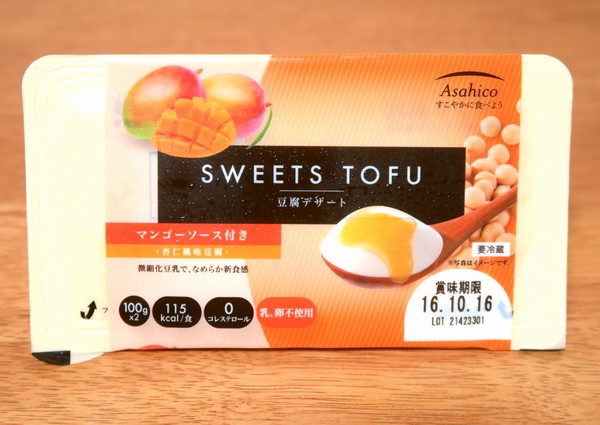 Asahico
すこやかに食べよう
SWEETS TOFU
豆腐デザート
マンゴーソース付き
・杏仁風味豆腐・
微細化豆乳で、なめらか新食感
要冷蔵
※写真はイメージです。
100g
x2
115
kcal/食
0
コレステロール
乳、卵不使用
賞味期限
16.10.16
LOT 21423301